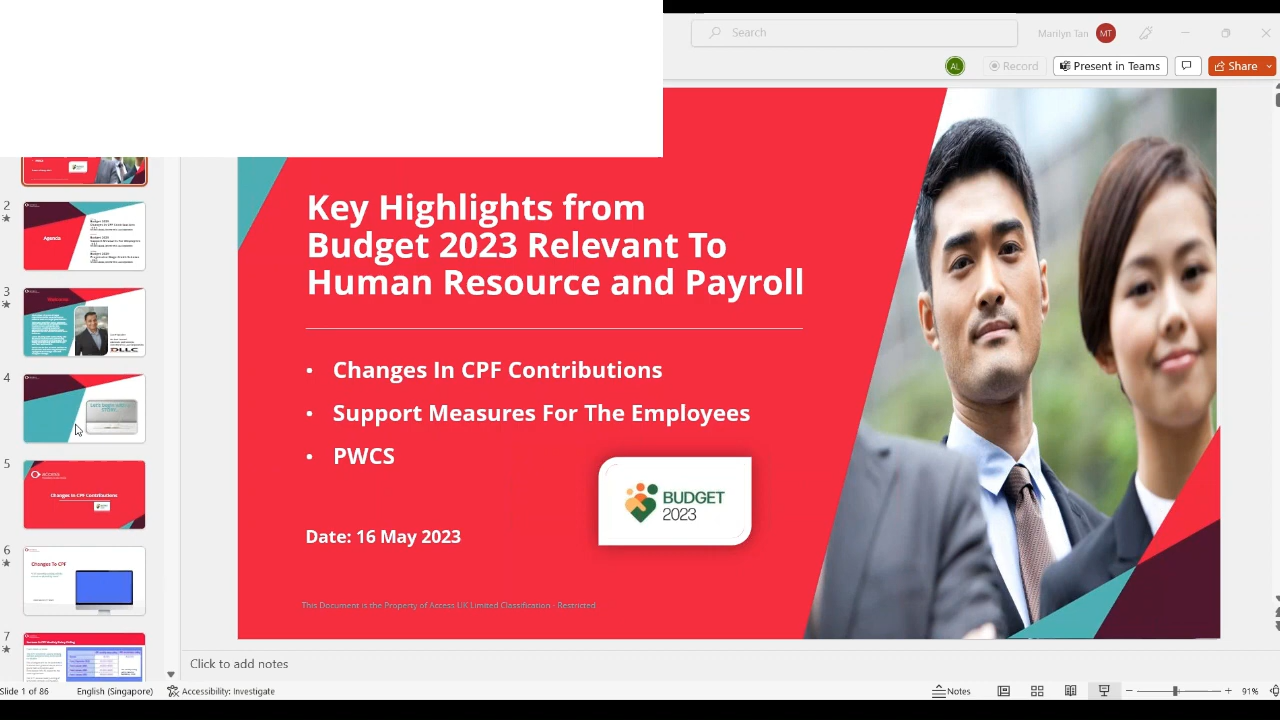 Search
Marilyn Tan
MT
AL
Record
Present in Teams
Share
Key Highlights from
Budget 2023 Relevant To
Human Resource and Payroll
• Changes In CPF Contributions
• Support Measures For The Employees
• PWCS
BUDGET
2023
Date: 16 May 2023
This Document is the Property of Access UK Limited Classification - Restricted
2
Agenda
3
DLLC
4
5
access
Changes In CPF Contributions
6
Changes To CPF
7
Click to add notes
Slide 1 of 86
English (Singapore)
Accessibility: Investigate
Notes
91%